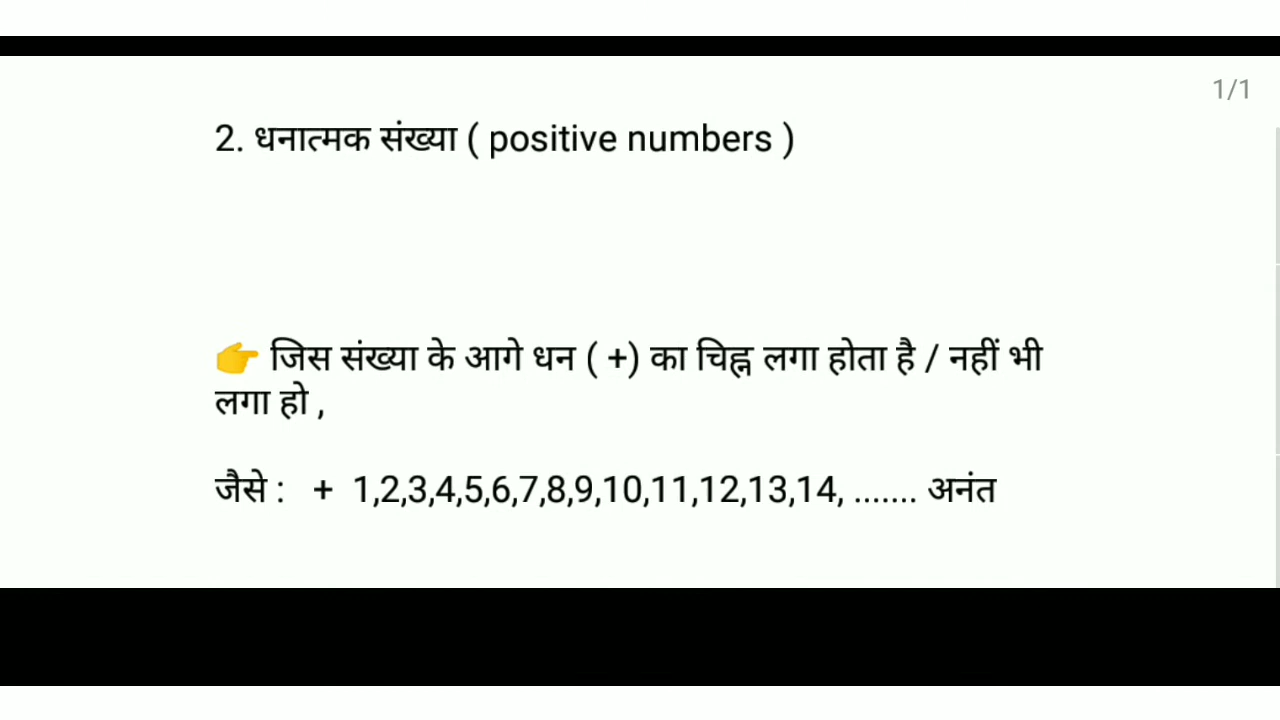 1/1
2. धनात्मक संख्या ( positive numbers )
👉 जिस संख्या के आगे धन ( +) का चिह्न लगा होता है / नहीं भी
लगा हो ,
जैसे : + 1,2,3,4,5,6,7,8,9,10,11,12,13,14, ....... अनंत